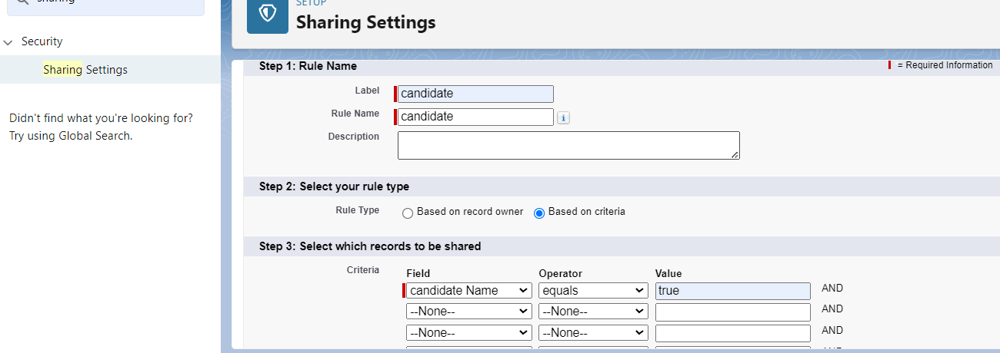 sharing
SETUP
Sharing Settings
Security
Sharing Settings
Didn't find what you're looking for?
Try using Global Search.
Step 1: Rule Name
= Required Information
Label
candidate
Rule Name
candidate
i
Description
Step 2: Select your rule type
Rule Type
Based on record owner
Based on criteria
Step 3: Select which records to be shared
Criteria
Field Operator Value
candidate Name equals true AND
--None-- --None-- AND
--None-- --None-- AND